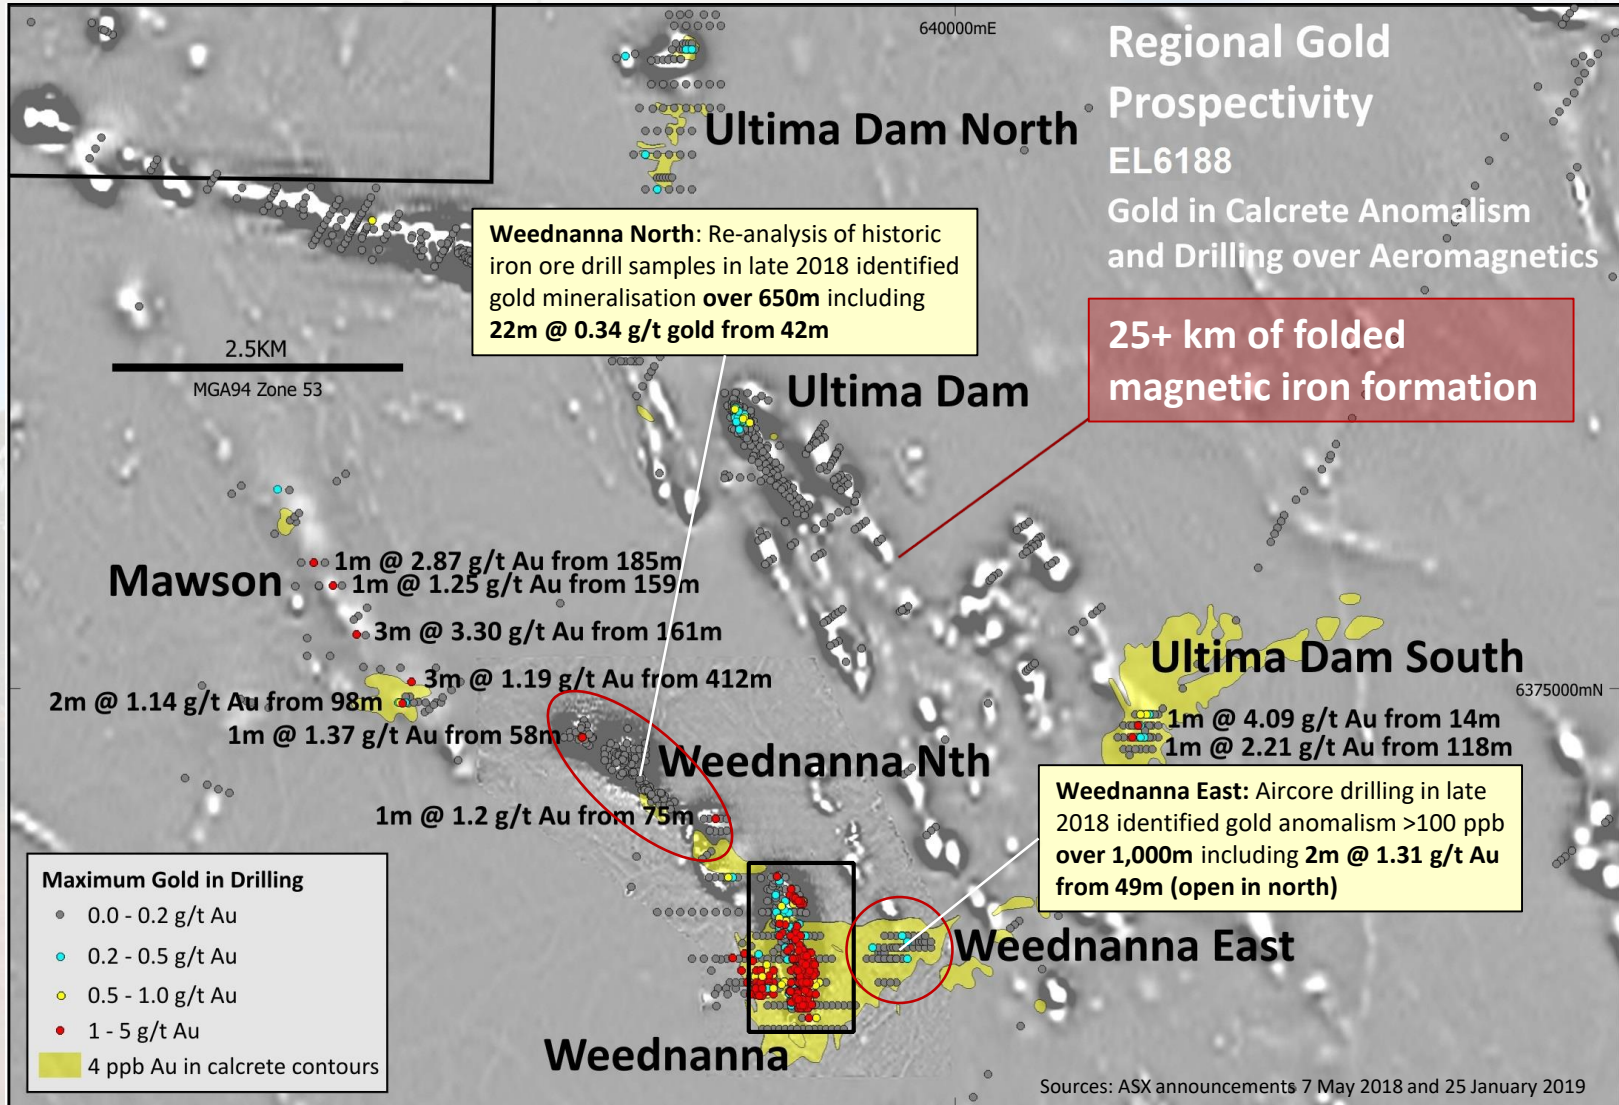 640000mE
Regional Gold
Prospectivity
EL6188
Gold in Calcrete Anomalism
and Drilling over Aeromagnetics
Ultima Dam North
Weednanna North: Re-analysis of historic
iron ore drill samples in late 2018 identified
gold mineralisation over 650m including
22m @ 0.34 g/t gold from 42m
25+ km of folded
magnetic iron formation
2.5KM
MGA94 Zone 53
Ultima Dam
Mawson
1m @ 2.87 g/t Au from 185m
1m @ 1.25 g/t Au from 159m
3m @ 3.30 g/t Au from 161m
3m @ 1.19 g/t Au from 412m
2m @ 1.14 g/t Au from 98m
1m @ 1.37 g/t Au from 58m
Ultima Dam South
6375000mN
1m @ 4.09 g/t Au from 14m
1m @ 2.21 g/t Au from 118m
Weednanna Nth
1m @ 1.2 g/t Au from 75m
Weednanna East: Aircore drilling in late
2018 identified gold anomalism >100 ppb
over 1,000m including 2m @ 1.31 g/t Au
from 49m (open in north)
Maximum Gold in Drilling
0.0 - 0.2 g/t Au
0.2 - 0.5 g/t Au
0.5 - 1.0 g/t Au
1 - 5 g/t Au
4 ppb Au in calcrete contours
Weednanna East
Weednanna
Sources: ASX announcements 7 May 2018 and 25 January 2019